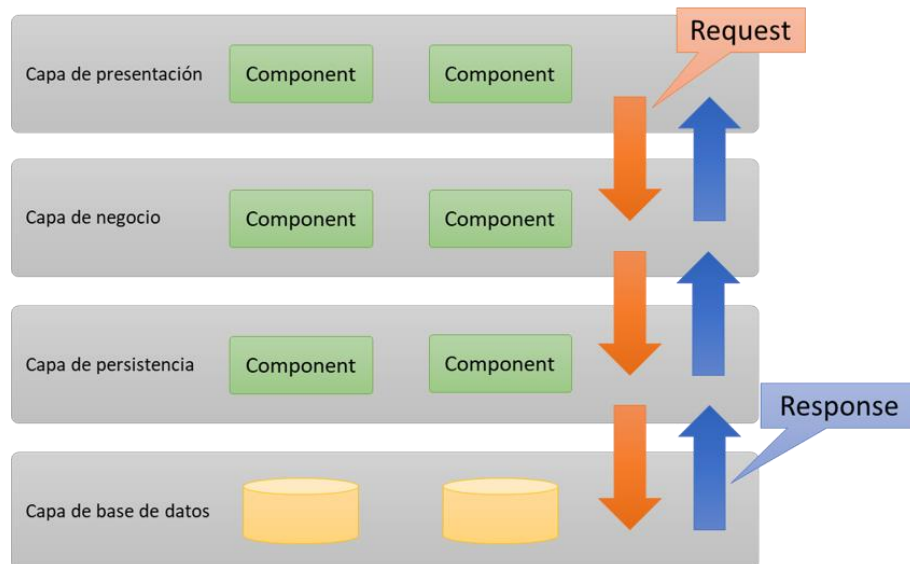 Request
Capa de presentación
Component
Component
Capa de negocio
Component
Component
Capa de persistencia
Component
Component
Response
Capa de base de datos